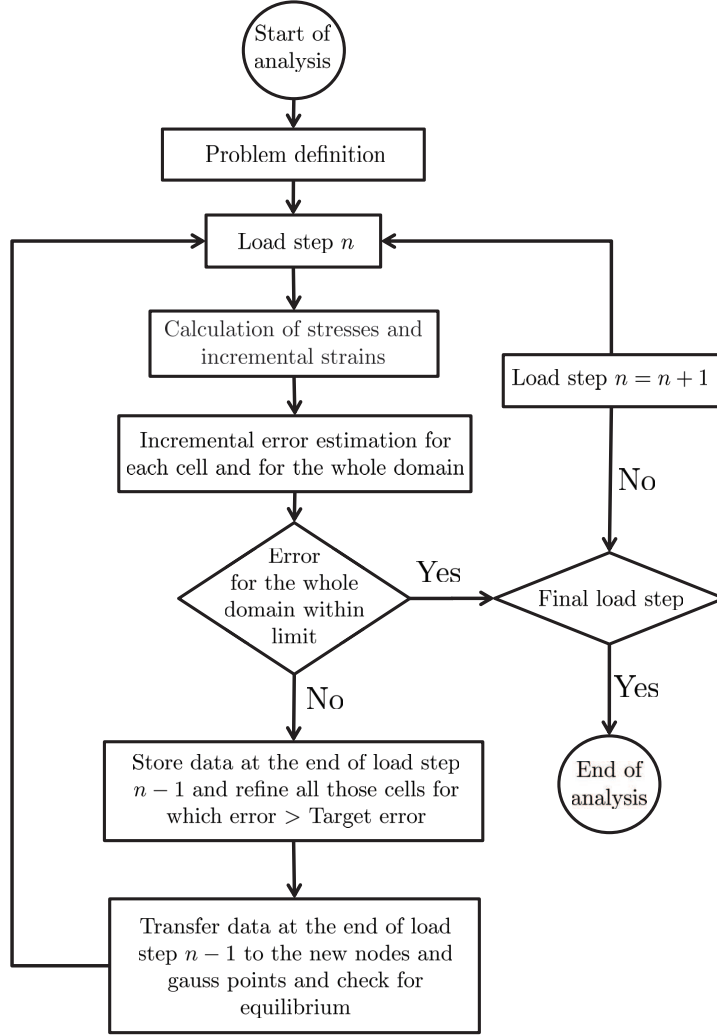 Start of
analysis
Problem definition
Load step n
Calculation of stresses and
incremental strains
Load step n = n + 1
Incremental error estimation for
each cell and for the whole domain
No
Error
for the whole
domain within
limit
Yes
Final load step
No
Yes
Store data at the end of load step
n − 1 and refine all those cells for
which error > Target error
End of
analysis
Transfer data at the end of load
step n − 1 to the new nodes and
gauss points and check for
equilibrium